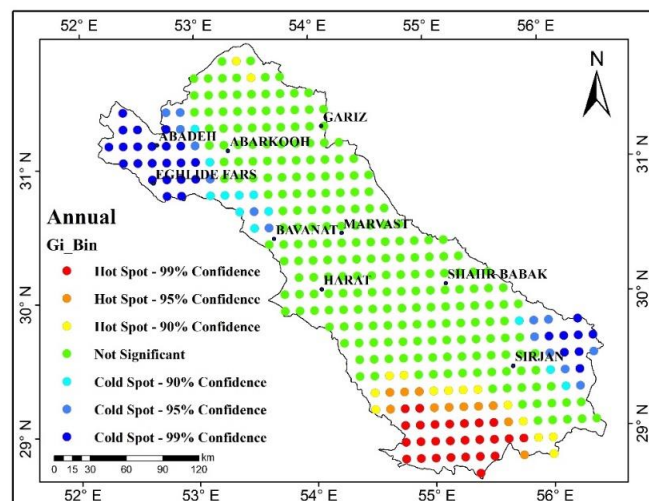 52° E 53° E 54° E 55° E 56° E
N
31° N
30° N
29° N
31° N
30° N
29° N
GARIZ
ABADEH
ABARKOOH
EGHLIDE FARS
BAVANAT
MARVAST
HARAT
SHAHR BABAK
SIRJAN
Annual
Gi_Bin
Hot Spot - 99% Confidence
Hot Spot - 95% Confidence
Hot Spot - 90% Confidence
Not Significant
Cold Spot - 90% Confidence
Cold Spot - 95% Confidence
Cold Spot - 99% Confidence
km
0 15 30 60 90 120
52° E 53° E 54° E 55° E 56° E